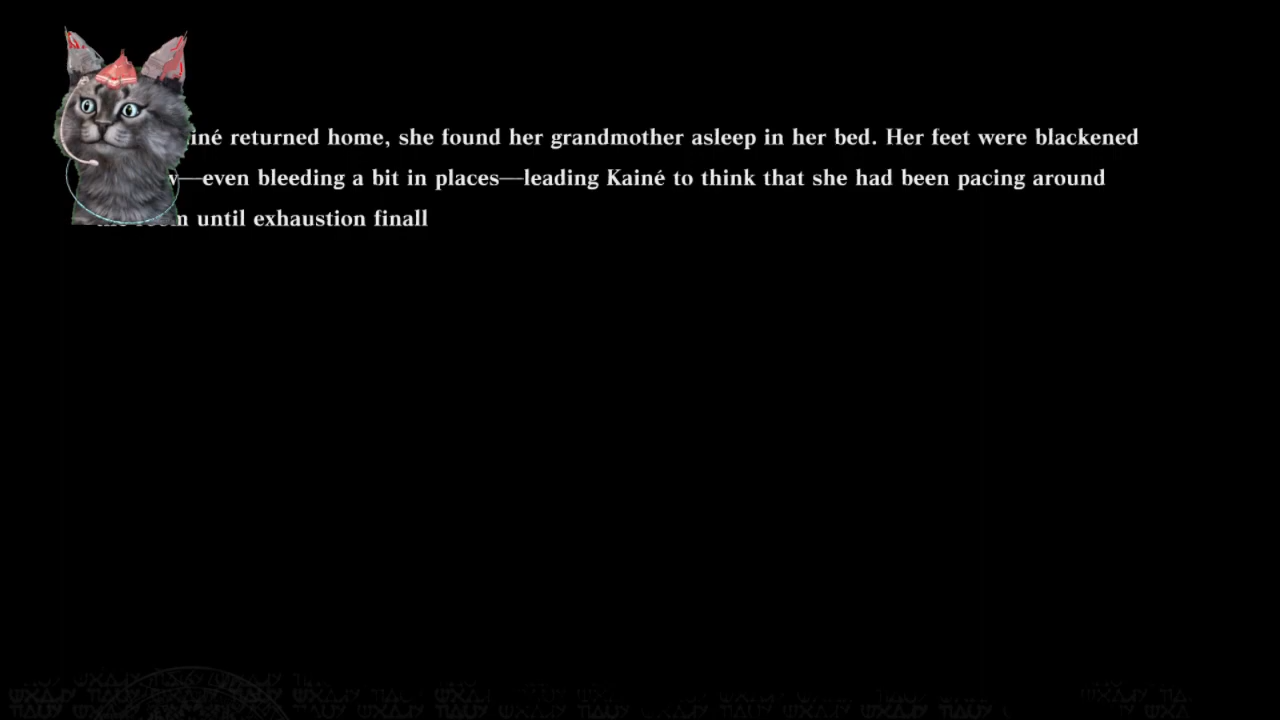 iné returned home, she found her grandmother asleep in her bed. Her feet were blackened
—even bleeding a bit in places—leading Kainé to think that she had been pacing around
until exhaustion finall